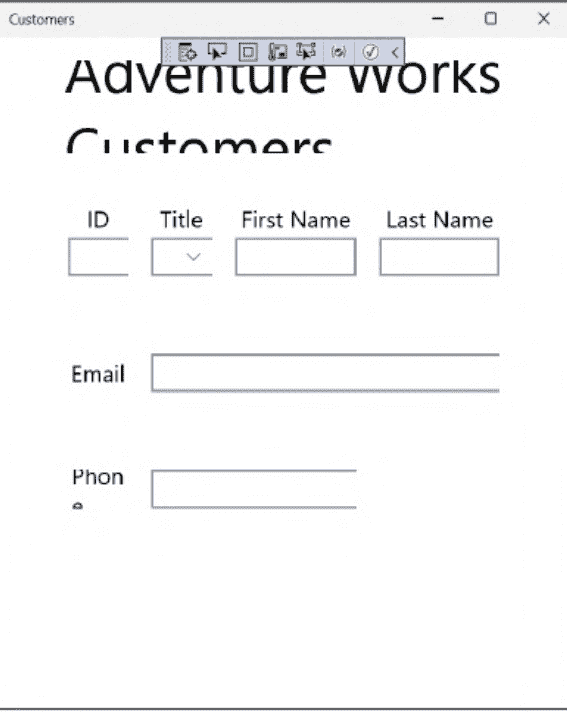 Customers
Adventure Works
Customers
ID Title First Name Last Name
Email
Phon
e